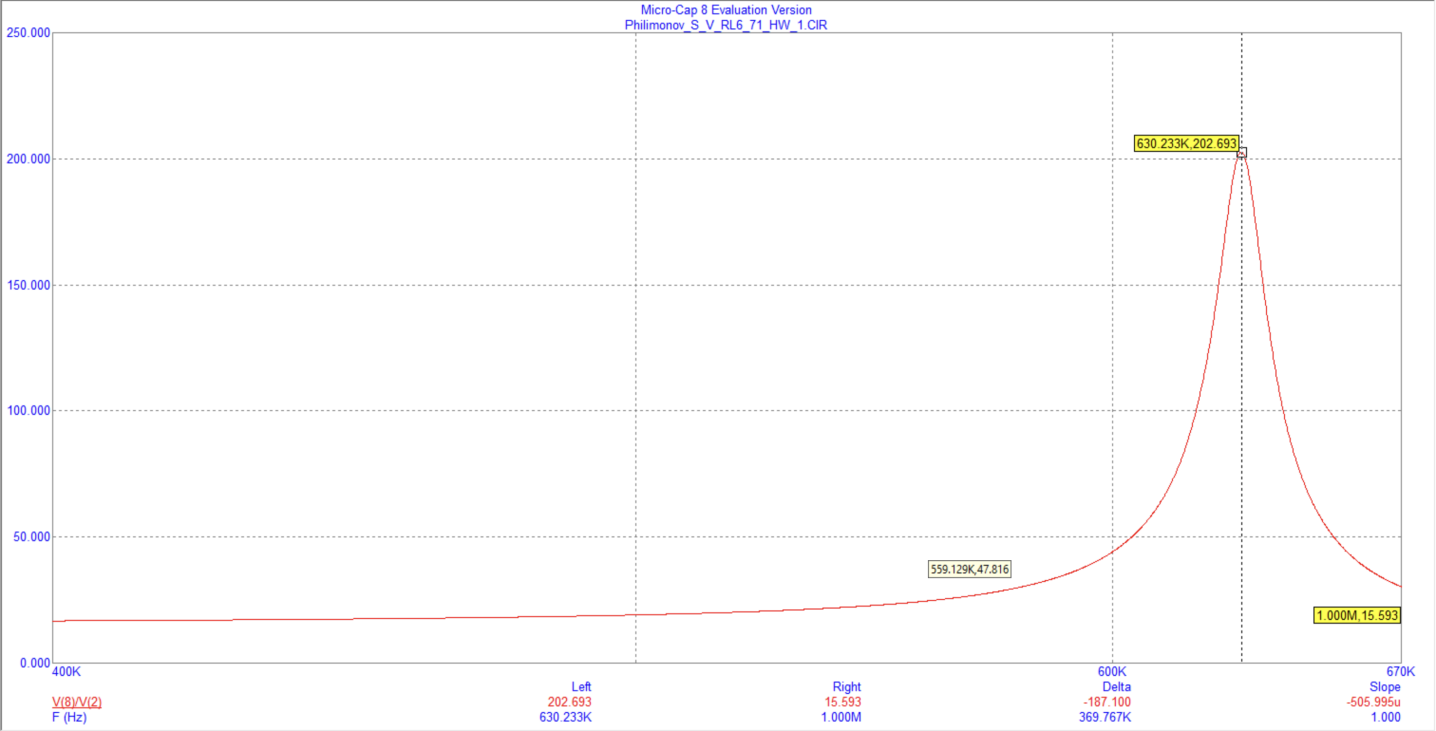 Micro-Cap 8 Evaluation Version
Philimonov_S_V_RL6_71_HW_1.CIR
250.000
200.000
150.000
100.000
50.000
0.000
630.233K,202.693
559.129K,47.816
1.000M,15.593
400K 600K 670K
Left Right Delta Slope
V(8)/V(2) 202.693 15.593 -187.100 -505.995u
F (Hz) 630.233K 1.000M 369.767K 1.000